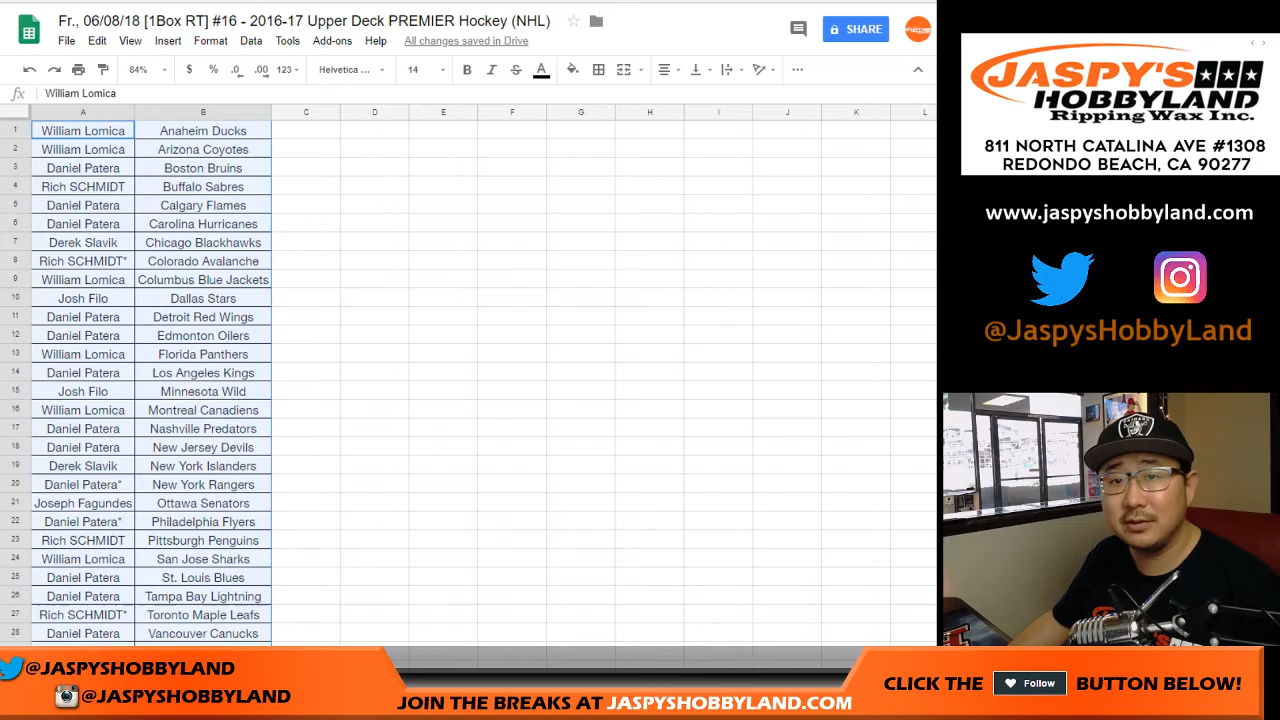 Fr., 06/08/18 [1Box RT] #16 - 2016-17 Upper Deck PREMIER Hockey (NHL)
File Edit View Insert Format Data Tools Add-ons Help All changes saved in Drive
SHARE
84% $ % .0 .00 123 Helvetica ... 14 B I S A
fx William Lomica
A B C D E F G H I J K L
1 William Lomica Anaheim Ducks
2 William Lomica Arizona Coyotes
3 Daniel Patera Boston Bruins
4 Rich SCHMIDT Buffalo Sabres
5 Daniel Patera Calgary Flames
6 Daniel Patera Carolina Hurricanes
7 Derek Slavik Chicago Blackhawks
8 Rich SCHMIDT* Colorado Avalanche
9 William Lomica Columbus Blue Jackets
10 Josh Filo Dallas Stars
11 Daniel Patera Detroit Red Wings
12 Daniel Patera Edmonton Oilers
13 William Lomica Florida Panthers
14 Daniel Patera Los Angeles Kings
15 Josh Filo Minnesota Wild
16 William Lomica Montreal Canadiens
17 Daniel Patera Nashville Predators
18 Daniel Patera New Jersey Devils
19 Derek Slavik New York Islanders
20 Daniel Patera* New York Rangers
21 Joseph Fagundes Ottawa Senators
22 Daniel Patera* Philadelphia Flyers
23 Rich SCHMIDT Pittsburgh Penguins
24 William Lomica San Jose Sharks
25 Daniel Patera St. Louis Blues
26 Daniel Patera Tampa Bay Lightning
27 Rich SCHMIDT* Toronto Maple Leafs
28 Daniel Patera Vancouver Canucks
JASPY'S
HOBBYLAND
Ripping Wax Inc.
811 NORTH CATALINA AVE #1308
REDONDO BEACH, CA 90277
www.jaspyshobbyland.com
@JaspysHobbyLand
@JASPYSHOBBYLAND
@JASPYSHOBBYLAND
JOIN THE BREAKS AT JASPYSHOBBYLAND.COM
CLICK THE Follow BUTTON BELOW!